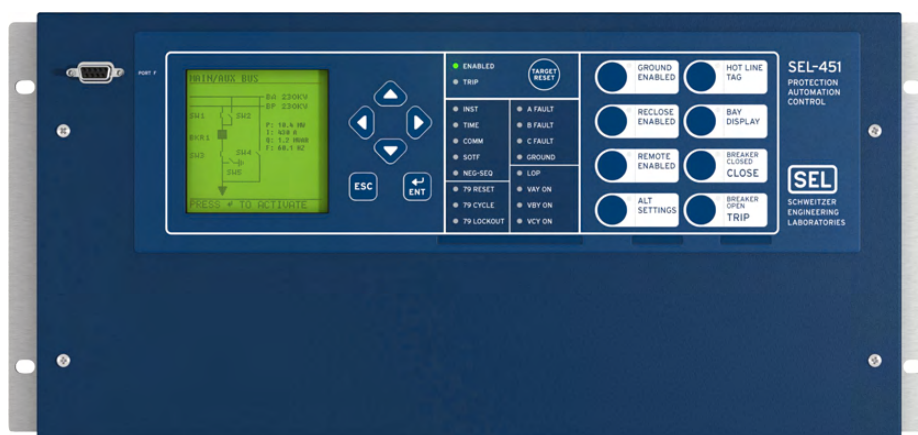 PORT F
MAIN/AUX BUS
BA 230KV
BP 230KV
SW1
SW2
P: 10.4 MW
I: 420 A
BKR1
Q: 1.2 MVAR
F: 60.1 HZ
SW3
SW4
SW5
PRESS TO ACTIVATE
ESC
ENT
ENABLED
TRIP
TARGET
RESET
INST
TIME
COMM
SOTF
NEG-SEQ
79 RESET
79 CYCLE
79 LOCKOUT
A FAULT
B FAULT
C FAULT
GROUND
LOP
VAY ON
VBY ON
VCY ON
GROUND
ENABLED
RECLOSE
ENABLED
REMOTE
ENABLED
ALT
SETTINGS
HOT LINE
TAG
BAY
DISPLAY
BREAKER
CLOSED
CLOSE
BREAKER
OPEN
TRIP
SEL-451
PROTECTION
AUTOMATION
CONTROL
SEL
SCHWEITZER
ENGINEERING
LABORATORIES